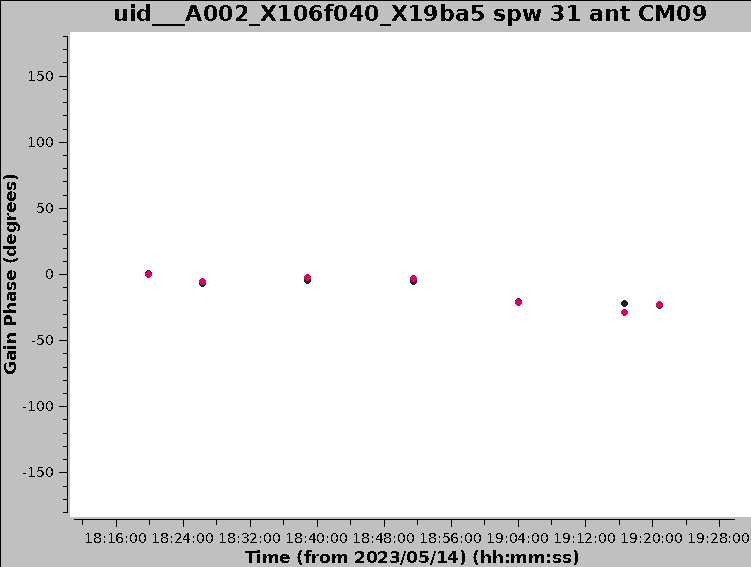 uid___A002_X106f040_X19ba5 spw 31 ant CM09
Gain Phase (degrees)
150
100
50
0
-50
-100
-150
18:16:00 18:24:00 18:32:00 18:40:00 18:48:00 18:56:00 19:04:00 19:12:00 19:20:00 19:28:00
Time (from 2023/05/14) (hh:mm:ss)